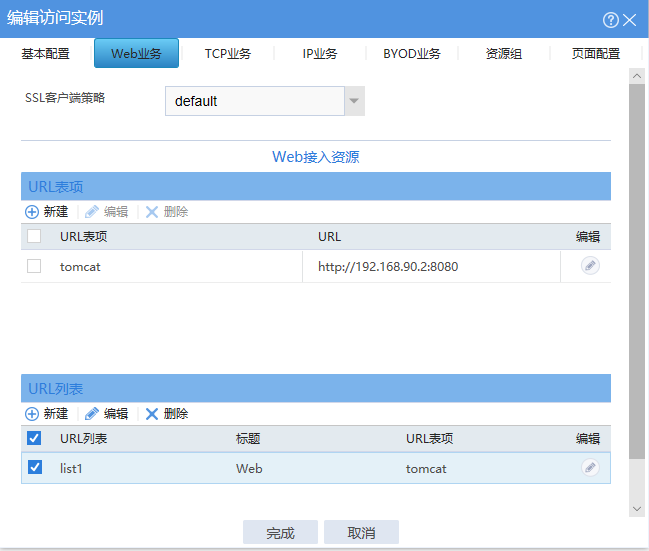 编辑访问实例
基本配置 Web业务 TCP业务 IP业务 BYOD业务 资源组 页面配置
SSL客户端策略 default
Web接入资源
URL表项
新建 编辑 删除
URL表项 URL 编辑
tomcat http://192.168.90.2:8080
URL列表
新建 编辑 删除
URL列表 标题 URL表项 编辑
list1 Web tomcat
完成 取消